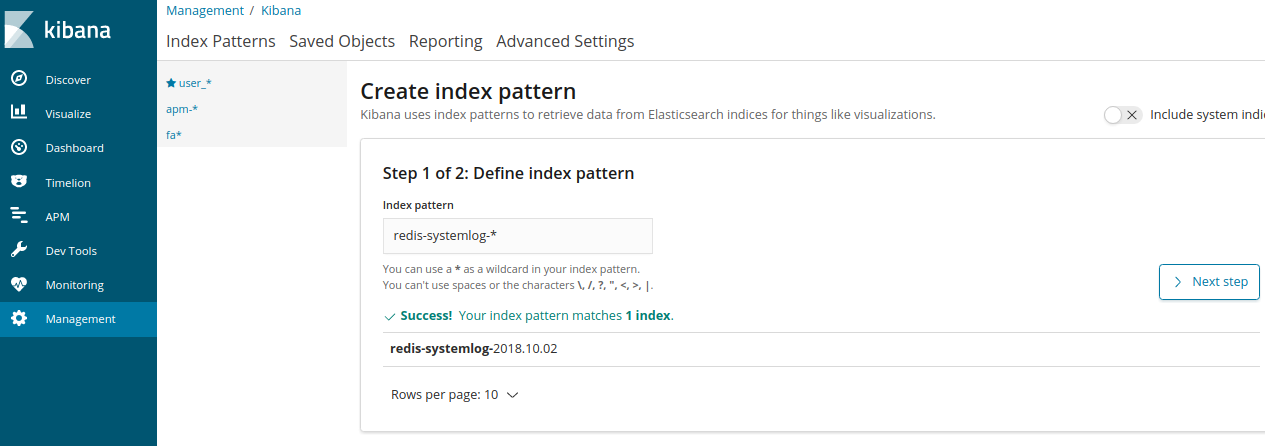 kibana
Discover
Visualize
Dashboard
Timelion
APM
Dev Tools
Monitoring
Management
Management / Kibana
Index Patterns Saved Objects Reporting Advanced Settings
user_*
apm-*
fa*
Create index pattern
Kibana uses index patterns to retrieve data from Elasticsearch indices for things like visualizations.
Include system indi
Step 1 of 2: Define index pattern
Index pattern
redis-systemlog-*
You can use a * as a wildcard in your index pattern.
You can't use spaces or the characters \, /, ?, ", <, >, |.
Next step
Success! Your index pattern matches 1 index.
redis-systemlog-2018.10.02
Rows per page: 10